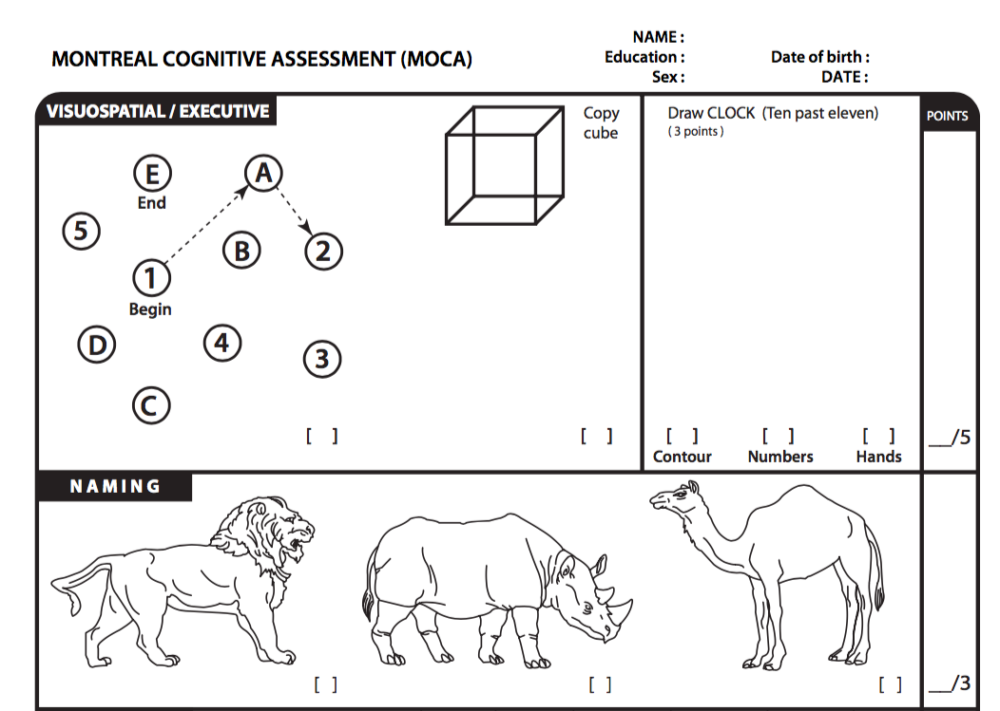 MONTREAL COGNITIVE ASSESSMENT (MOCA)
NAME :
Education :
Sex :
Date of birth :
DATE :
VISUOSPATIAL / EXECUTIVE
E
End
A
5
B
2
1
Begin
D
4
3
C
[ ]
Copy
cube
[ ]
Draw CLOCK (Ten past eleven)
( 3 points )
[ ] [ ] [ ]
Contour Numbers Hands
POINTS
__/5
NAMING
[ ] [ ] [ ]
__/3